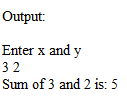 Output:
Enter x and y
3 2
Sum of 3 and 2 is: 5